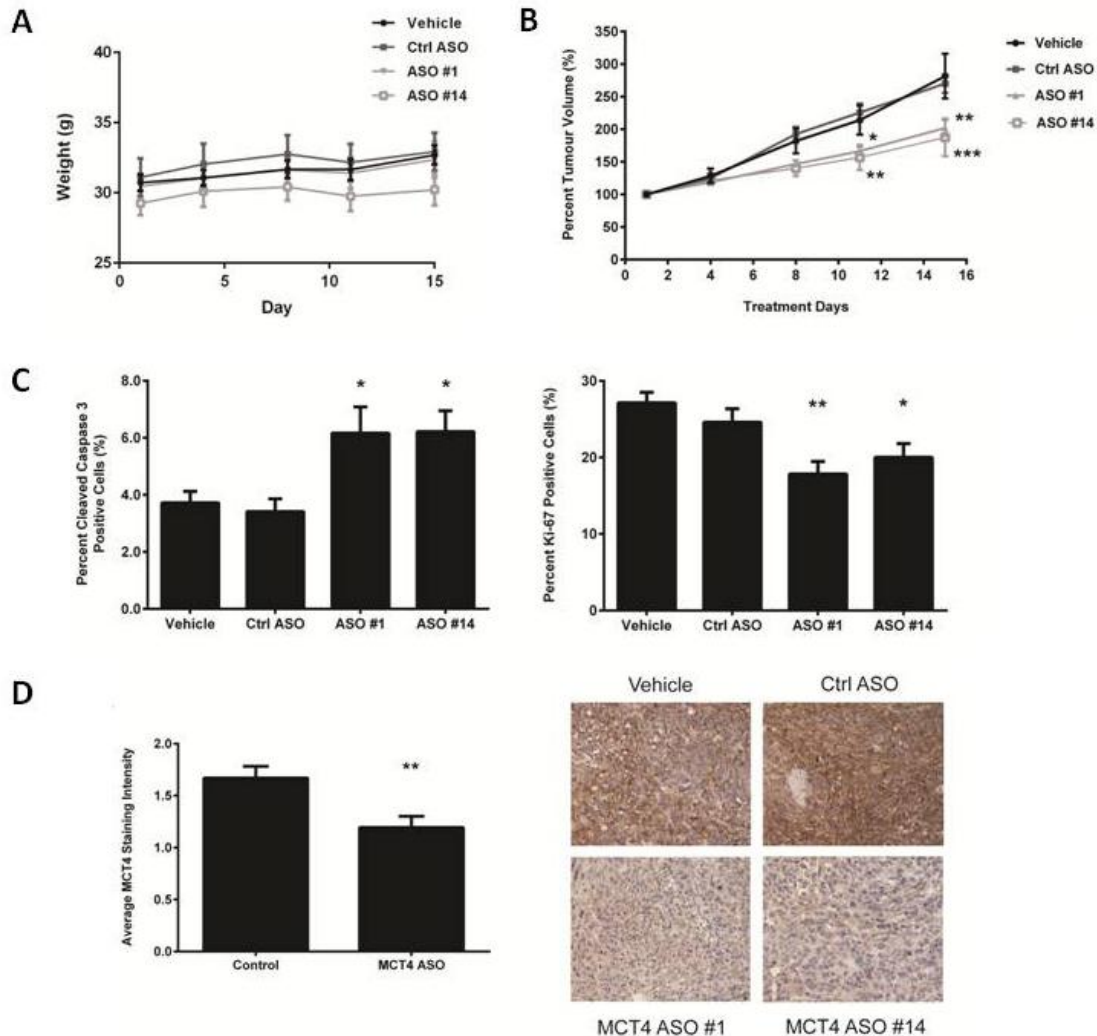 A
Vehicle
Ctrl ASO
ASO #1
ASO #14
40
35
30
25
Weight (g)
0
5
10
15
Day
B
Vehicle
Ctrl ASO
ASO #1
ASO #14
300
250
200
150
100
50
0
Percent Tumour Volume (%)
*
**
**
***
0
2
4
6
8
10
12
14
16
Treatment Days
C
8.0
6.0
4.0
2.0
0.0
Percent Cleaved Caspase 3
Positive Cells (%)
*
*
Vehicle
Ctrl ASO
ASO #1
ASO #14
30
20
10
0
Percent Ki-67 Positive Cells (%)
**
*
Vehicle
Ctrl ASO
ASO #1
ASO #14
D
2.0
1.5
1.0
0.5
0.0
Average MCT4 Staining Intensity
**
Control
MCT4 ASO
Vehicle
Ctrl ASO
MCT4 ASO #1
MCT4 ASO #14